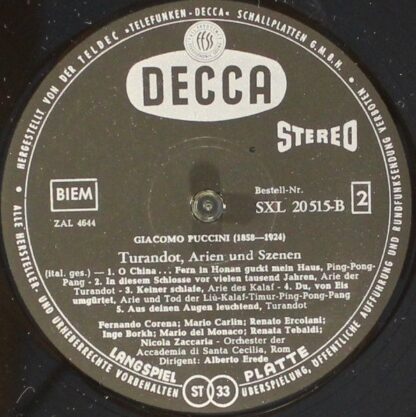 HERGESTELLT VON DER TELDEC »TELEFUNKEN-DECCA« SCHALLPLATTEN G.M.B.H.
DECCA
STEREO
BIEM
ZAL 4644
Bestell-Nr.
SXL 20 515-B
2
GIACOMO PUCCINI (1858—1924)
Turandot, Arien und Szenen
(ital. ges.) — 1. O China... Fern in Honan guckt mein Haus, Ping-Pong-
Pang - 2. In diesem Schlosse vor vielen tausend Jahren, Arie der
Turandot - 3. Keiner schlafe, Arie des Kalaf - 4. Du, von Eis
umgürtet, Arie und Tod der Liù-Kalaf-Timur-Ping-Pong-Pang
5. Aus deinen Augen leuchtend, Turandot
Fernando Corena; Mario Carlin; Renato Ercolani;
Inge Borkh; Mario del Monaco; Renata Tebaldi;
Nicola Zaccaria - Orchester der
Accademia di Santa Cecilia, Rom
Dirigent: Alberto Erede
LANGSPIEL PLATTE
ST 33
ALLE HERSTELLER- UND URHEBERRECHTE VORBEHALTEN
ÜBERSPIELUNG, ÖFFENTLICHE AUFFÜHRUNG UND RUNDFUNKSENDUNG VERBOTEN